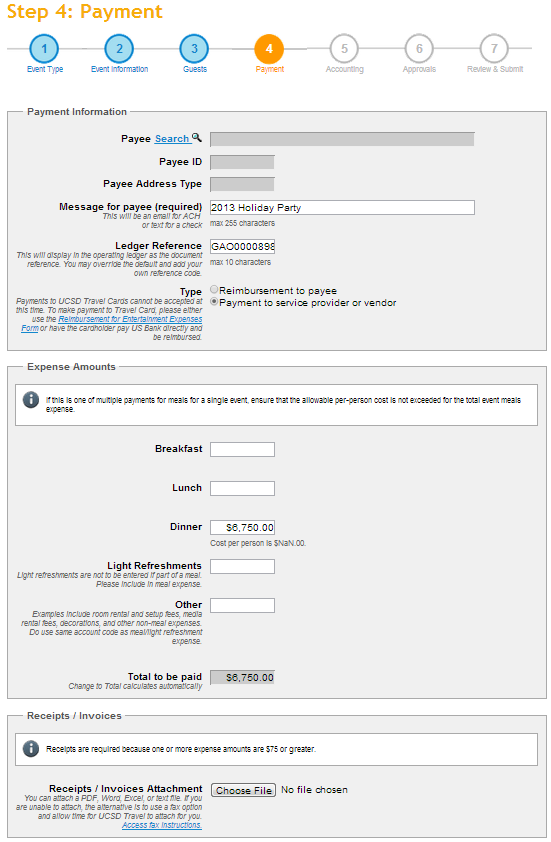 Step 4: Payment
1 2 3 4 5 6 7
Event Type Event Information Guests Payment Accounting Approvals Review & Submit
Payment Information
Payee Search
Payee ID
Payee Address Type
Message for payee (required) 2013 Holiday Party
This will be an email for ACH
or text for a check max 255 characters
Ledger Reference GAO0000898
This will display in the operating ledger as the document
reference. You may override the default and add your
own reference code.
max 10 characters
Type Reimbursement to payee
Payment to service provider or vendor
Payments to UCSD Travel Cards cannot be accepted at
this time. To make payment to Travel Card, please either
use the Reimbursement for Entertainment Expenses
Form or have the cardholder pay US Bank directly and
be reimbursed.
Expense Amounts
If this is one of multiple payments for meals for a single event, ensure that the allowable per-person cost is not exceeded for the total event meals
expense.
Breakfast
Lunch
Dinner $6,750.00
Cost per person is $NaN.00.
Light Refreshments
Light refreshments are not to be entered if part of a meal.
Please include in meal expense.
Other
Examples include room rental and setup fees, media
rental fees, decorations, and other non-meal expenses.
Do use same account code as meal/light refreshment
expense.
Total to be paid $6,750.00
Change to Total calculates automatically
Receipts / Invoices
Receipts are required because one or more expense amounts are $75 or greater.
Receipts / Invoices Attachment Choose File No file chosen
You can attach a PDF, Word, Excel, or text file. If you
are unable to attach, the alternative is to use a fax option
and allow time for UCSD Travel to attach for you.
Access fax instructions.